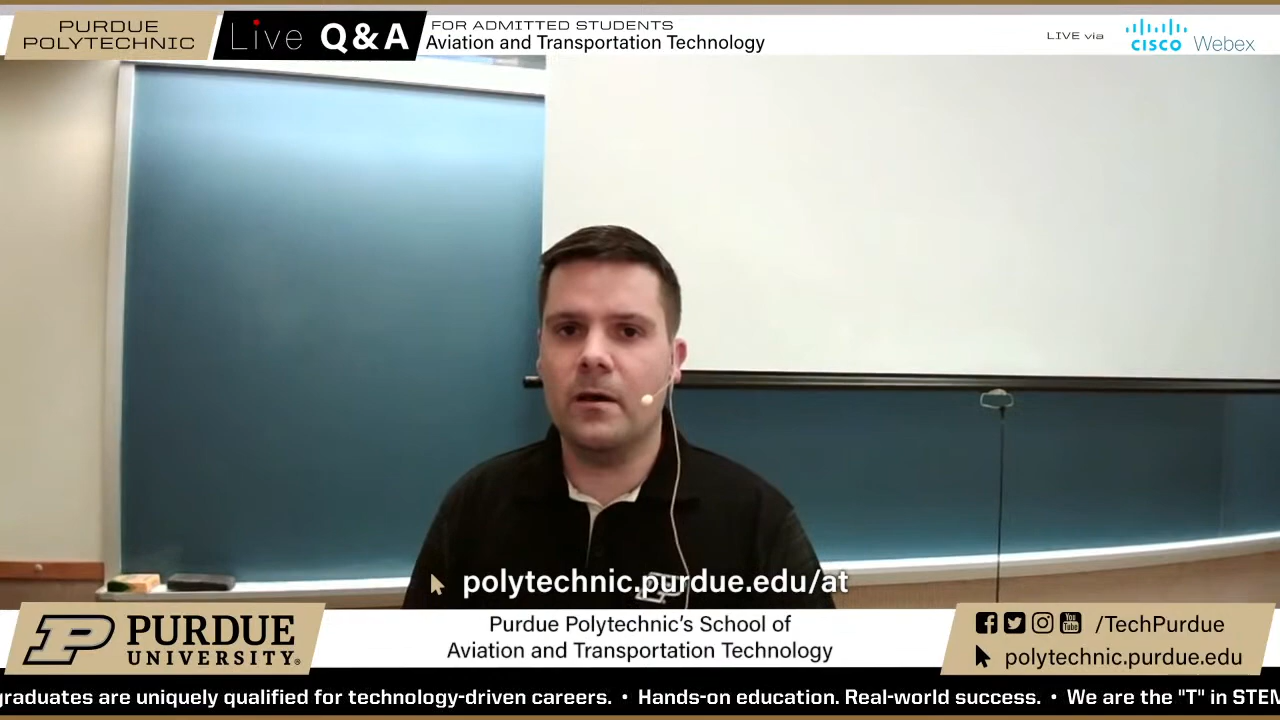 PURDUE
POLYTECHNIC
Live Q&A
FOR ADMITTED STUDENTS
Aviation and Transportation Technology
LIVE via
CISCO Webex
polytechnic.purdue.edu/at
P PURDUE
UNIVERSITY®
Purdue Polytechnic's School of
Aviation and Transportation Technology
You
Tube
/TechPurdue
polytechnic.purdue.edu
graduates are uniquely qualified for technology-driven careers. • Hands-on education. Real-world success. • We are the "T" in STEM